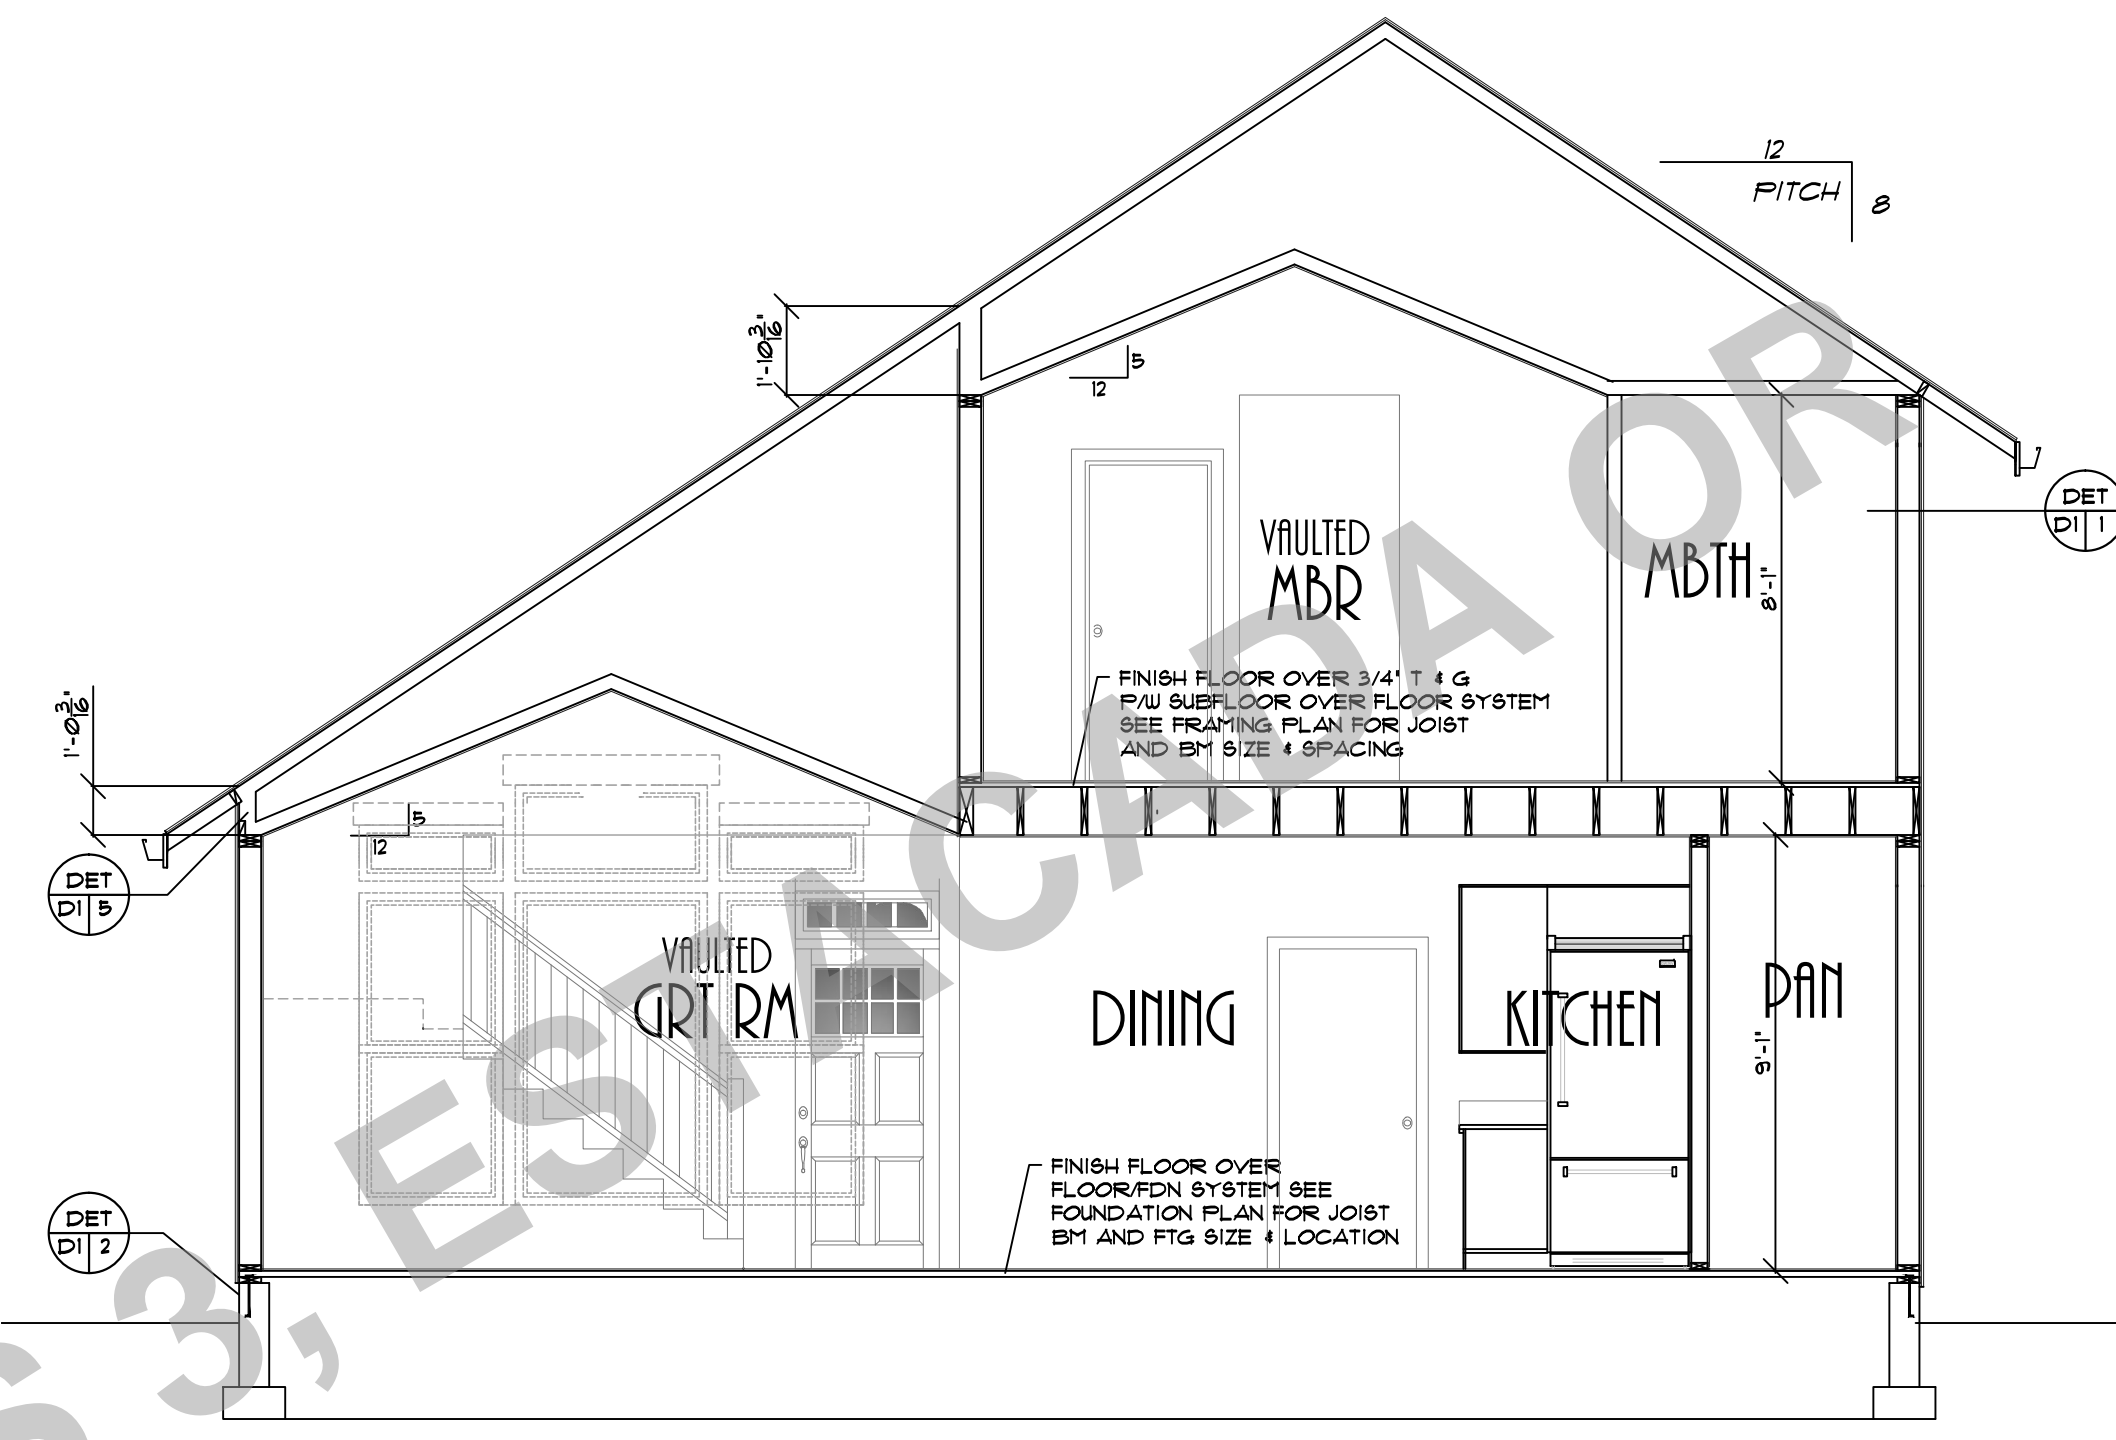 12
PITCH
8
1'-10 3/16"
5
12
VAULTED
MBR
MBTH
8'-1"
DET
D1 1
FINISH FLOOR OVER 3/4" T & G
P/W SUBFLOOR OVER FLOOR SYSTEM
SEE FRAMING PLAN FOR JOIST
AND BM SIZE & SPACING
1'-0 3/16"
5
12
DET
D1 5
VAULTED
GRT RM
DINING
KITCHEN
PAN
9'-1"
FINISH FLOOR OVER
FLOOR/FDN SYSTEM SEE
FOUNDATION PLAN FOR JOIST
BM AND FTG SIZE & LOCATION
DET
D1 2
S 3, ESTACADA OR